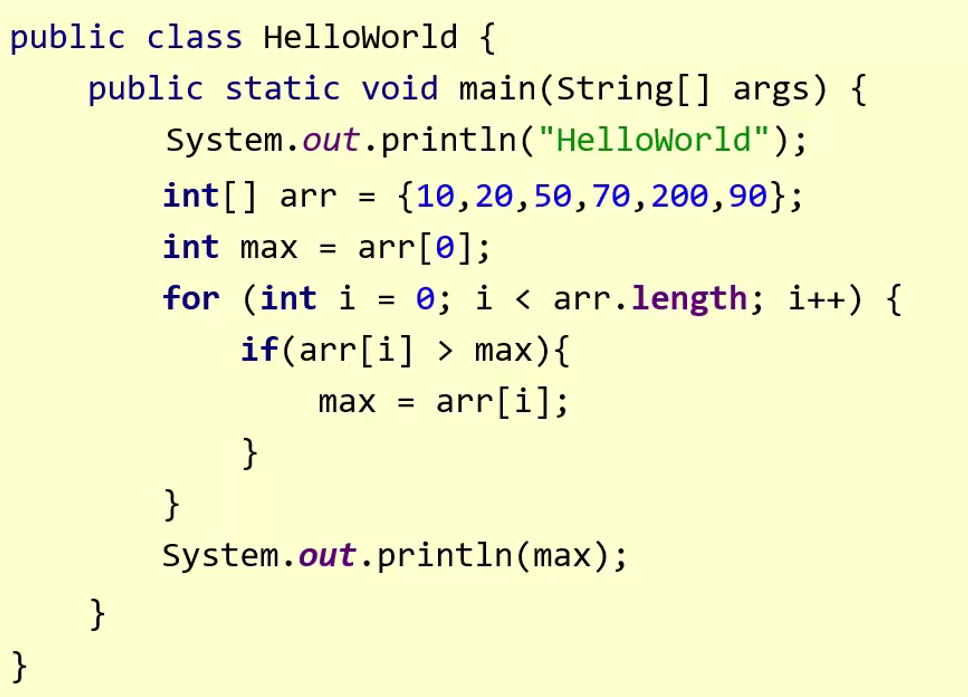 public class HelloWorld {
    public static void main(String[] args) {
        System.out.println("HelloWorld");
        int[] arr = {10,20,50,70,200,90};
        int max = arr[0];
        for (int i = 0; i < arr.length; i++) {
            if(arr[i] > max){
                max = arr[i];
            }
        }
        System.out.println(max);
    }
}